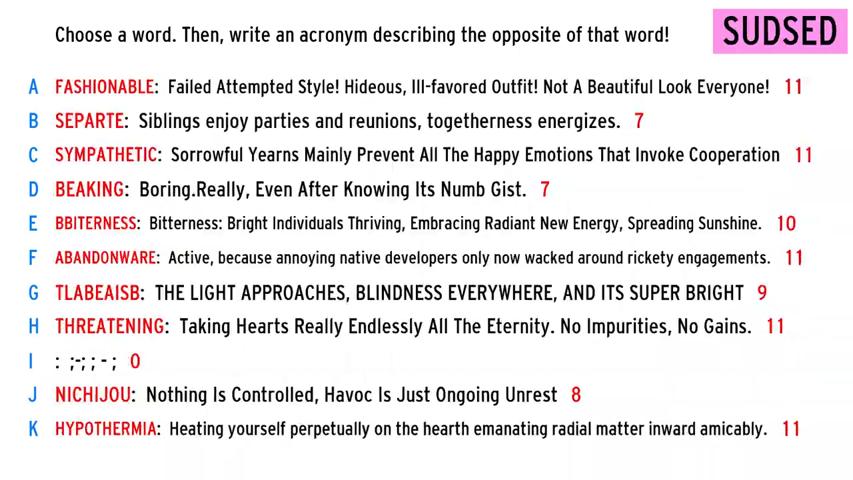 Choose a word. Then, write an acronym describing the opposite of that word!
SUDSED
A FASHIONABLE: Failed Attempted Style! Hideous, Ill-favored Outfit! Not A Beautiful Look Everyone! 11
B SEPARTE: Siblings enjoy parties and reunions, togetherness energizes. 7
C SYMPATHETIC: Sorrowful Yearns Mainly Prevent All The Happy Emotions That Invoke Cooperation 11
D BEAKING: Boring.Really, Even After Knowing Its Numb Gist. 7
E BBITERNESS: Bitterness: Bright Individuals Thriving, Embracing Radiant New Energy, Spreading Sunshine. 10
F ABANDONWARE: Active, because annoying native developers only now wacked around rickety engagements. 11
G TLABEAISB: THE LIGHT APPROACHES, BLINDNESS EVERYWHERE, AND ITS SUPER BRIGHT 9
H THREATENING: Taking Hearts Really Endlessly All The Eternity. No Impurities, No Gains. 11
I : ;-; ; - ; 0
J NICHIJOU: Nothing Is Controlled, Havoc Is Just Ongoing Unrest 8
K HYPOTHERMIA: Heating yourself perpetually on the hearth emanating radial matter inward amicably. 11